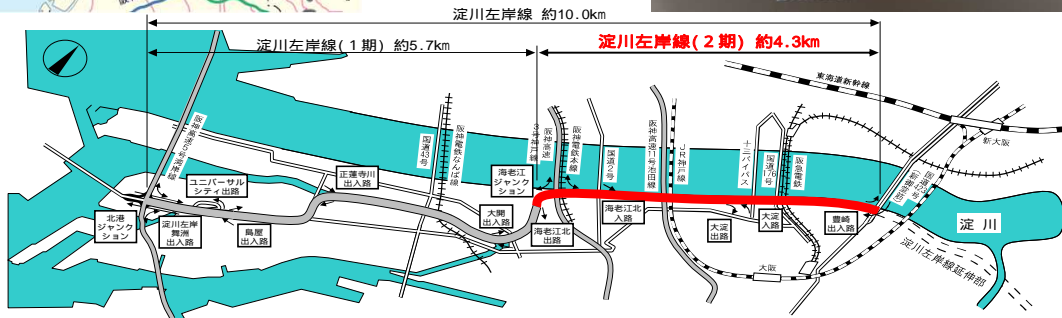 淀川左岸線 約10.0km
淀川左岸線(1期) 約5.7km
淀川左岸線(2期) 約4.3km
東海道新幹線
新大阪
阪神高速5号湾岸線
国道43号
阪神電鉄なんば線
阪神高速
3号神戸線
阪神電鉄本線
国道2号
阪神高速11号池田線
JR神戸線
十三バイパス
国道176号
阪急電鉄
国道423号
(新御堂筋)
北港
ジャンク
ション
淀川左岸
舞洲
出入路
ユニバーサル
シティ出路
島屋
出入路
正蓮寺川
出入路
大開
出入路
海老江
ジャンク
ション
海老江北
出路
海老江北
入路
大淀
出路
大淀
入路
豊崎
出入路
大阪
淀川
淀川左岸線延伸部